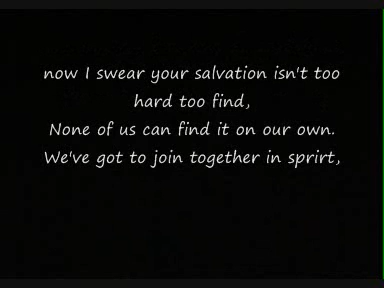 now I swear your salvation isn't too
hard too find,
None of us can find it on our own.
We've got to join together in sprirt,